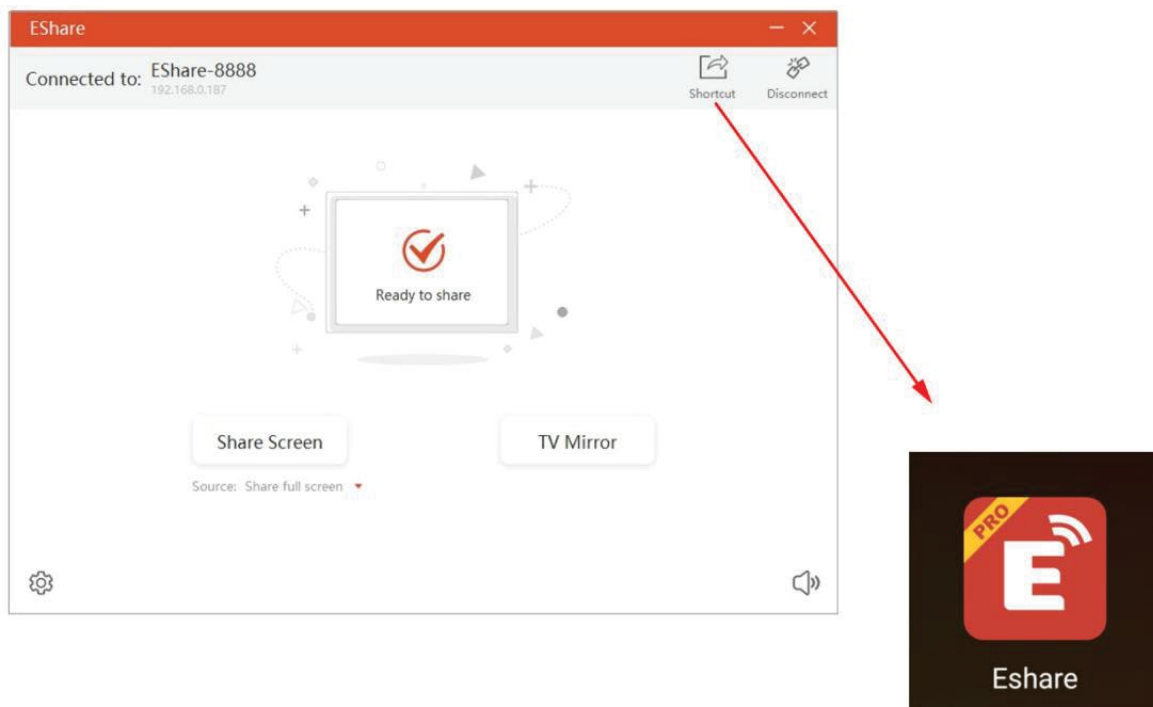 EShare
Connected to: EShare-8888
192.168.0.187
Shortcut
Disconnect
Ready to share
Share Screen
TV Mirror
Source: Share full screen
PRO
E
Eshare